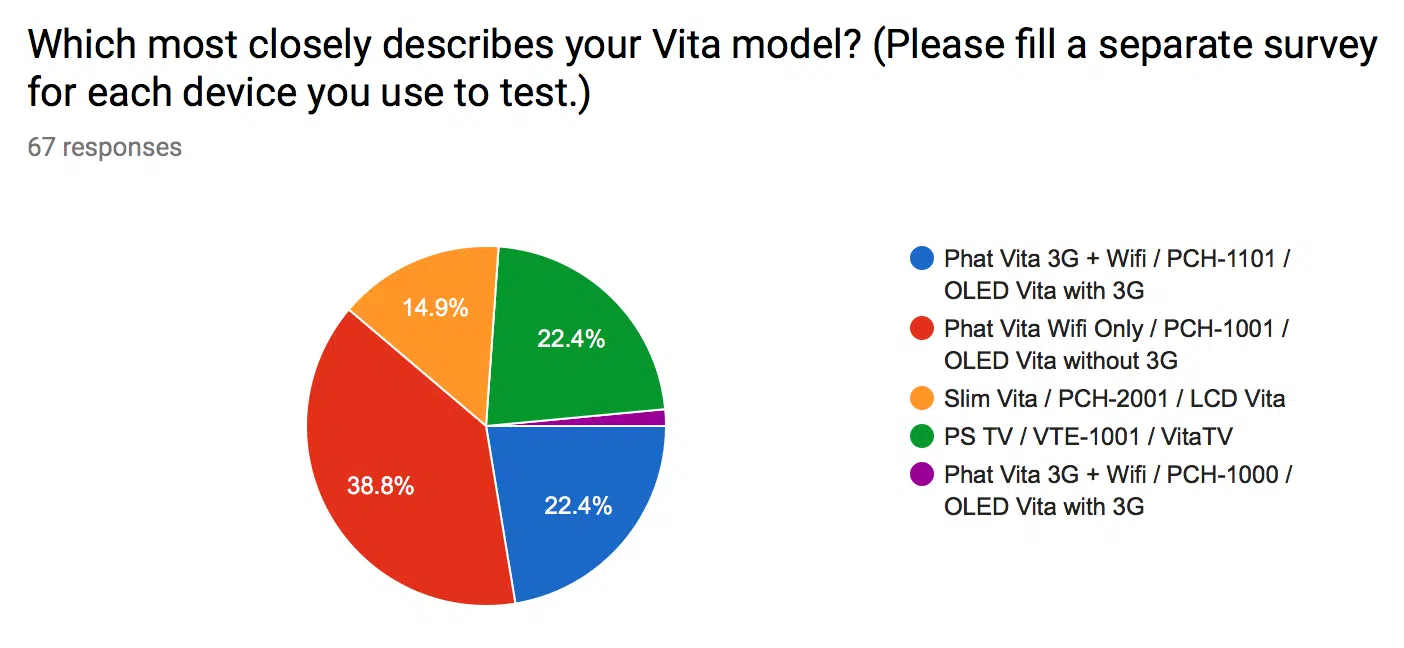 Which most closely describes your Vita model? (Please fill a separate survey
for each device you use to test.)
67 responses
14.9%
22.4%
38.8%
22.4%
Phat Vita 3G + Wifi / PCH-1101 /
OLED Vita with 3G
Phat Vita Wifi Only / PCH-1001 /
OLED Vita without 3G
Slim Vita / PCH-2001 / LCD Vita
PS TV / VTE-1001 / VitaTV
Phat Vita 3G + Wifi / PCH-1000 /
OLED Vita with 3G